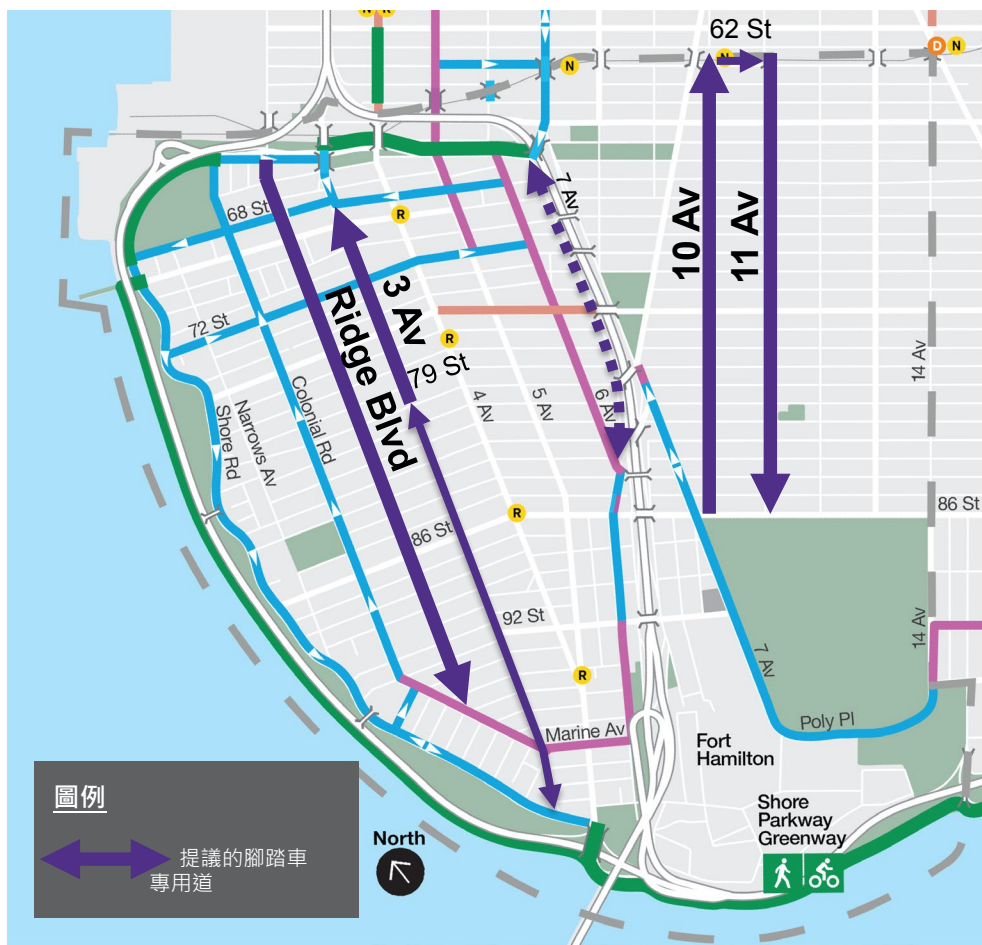 N R
62 St
N
N
D N
7 Av
10 Av
11 Av
68 St
R
3 Av
Ridge Blvd
72 St
R
79 St
14 Av
4 Av
5 Av
6 Av
Colonial Rd
Narrows Av
Shore Rd
R
86 St
86 St
92 St
14 Av
7 Av
R
Poly Pl
Marine Av
Fort
Hamilton
圖例
提議的腳踏車
專用道
North
Shore
Parkway
Greenway